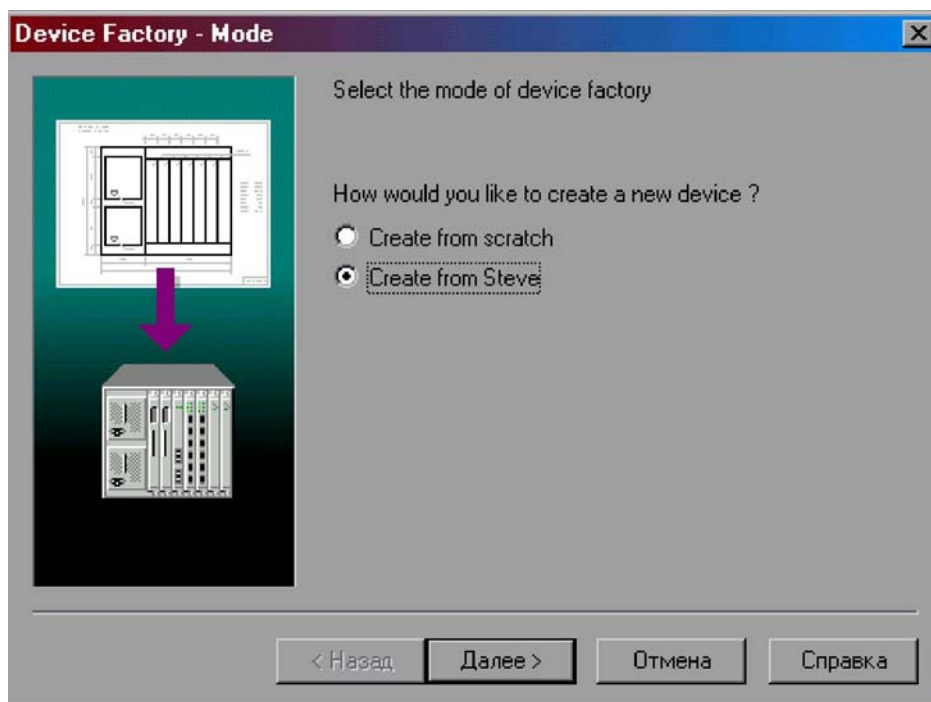 Device Factory - Mode
Select the mode of device factory
How would you like to create a new device ?
Create from scratch
Create from Steve
< Назад
Далее >
Отмена
Справка